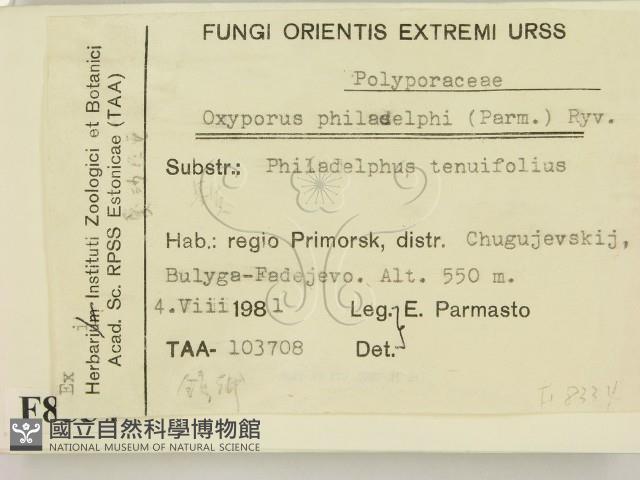 FUNGI ORIENTIS EXTREMI URSS
Polyporaceae
Oxyporus philadelphi (Parm.) Ryv.
Substr.: Philadelphus tenuifolius
Hab.: regio Primorsk, distr. Chugujevskij,
Bulyga-Fadejevo. Alt. 550 m.
4.Viii 1981 Leg. E. Parmasto
TAA- 103708 Det.
Ex
Herbarium Instituti Zoologici et Botanici
Acad. Sc. RPSS Estonicae (TAA)
F8
國立自然科學博物館
NATIONAL MUSEUM OF NATURAL SCIENCE